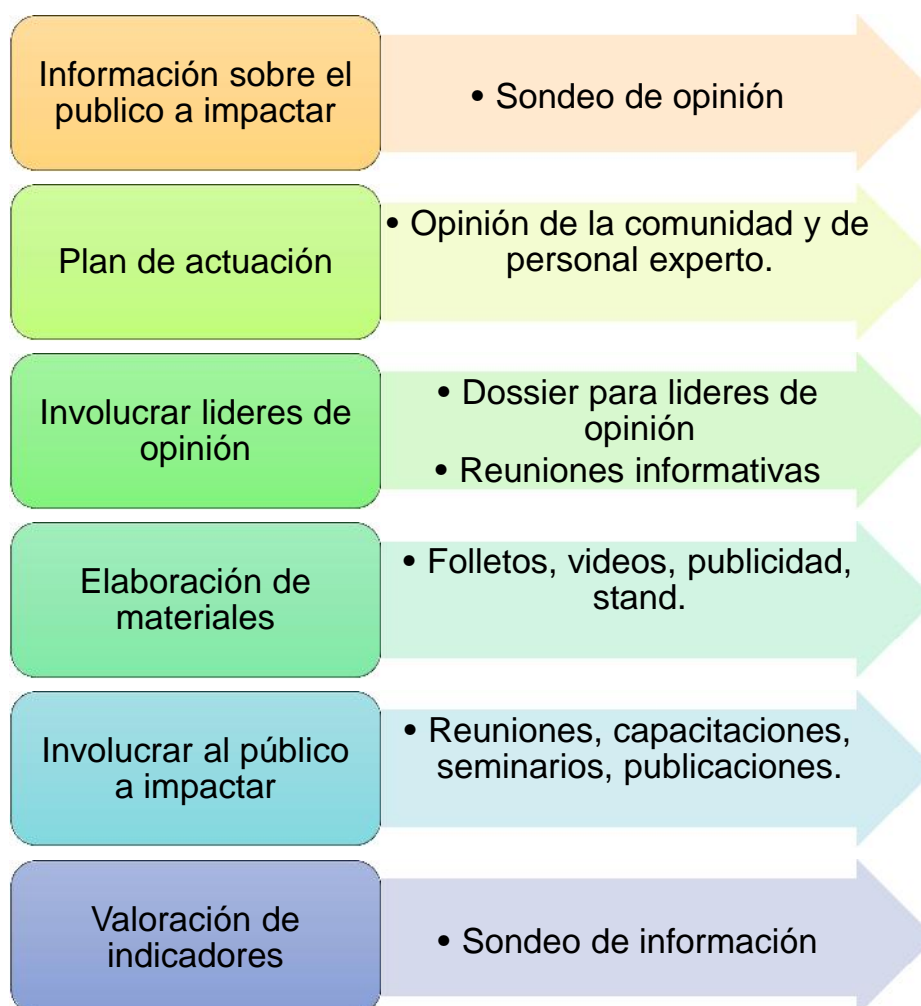 Información sobre el
publico a impactar
• Sondeo de opinión
Plan de actuación
• Opinión de la comunidad y de
personal experto.
Involucrar lideres de
opinión
• Dossier para lideres de
opinión
• Reuniones informativas
Elaboración de
materiales
• Folletos, videos, publicidad,
stand.
Involucrar al público
a impactar
• Reuniones, capacitaciones,
seminarios, publicaciones.
Valoración de
indicadores
• Sondeo de información